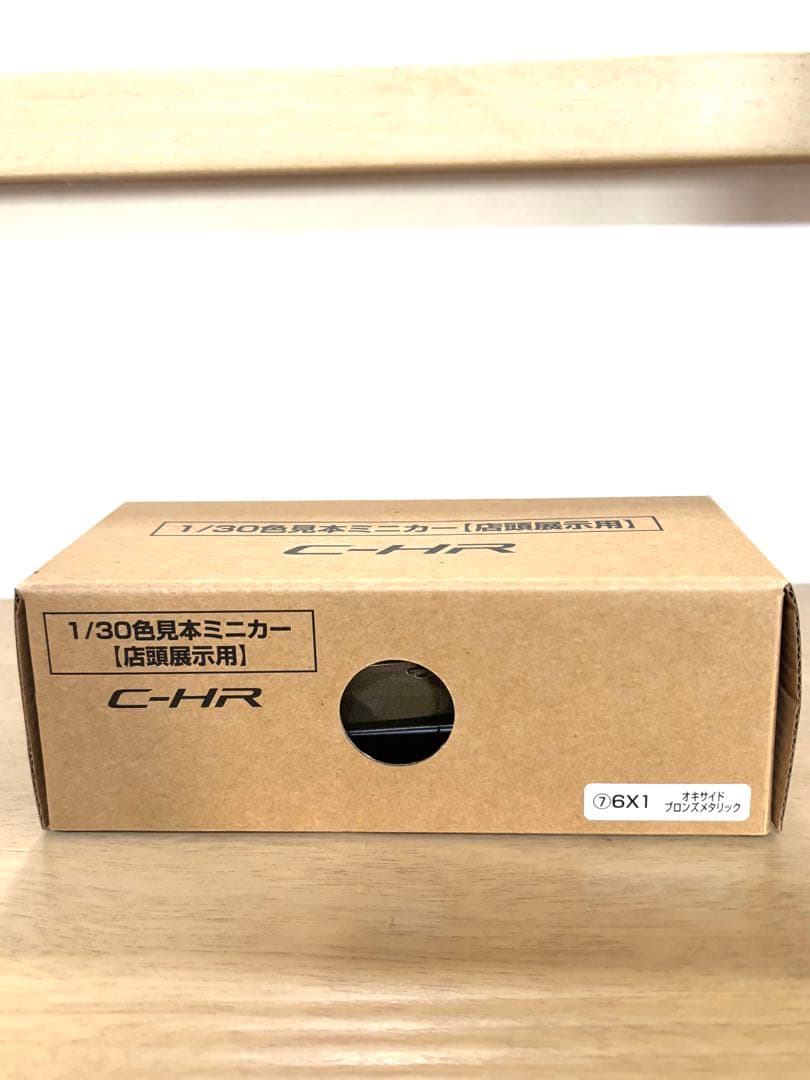 1/30色見本ミニカー【店頭展示用】
C-HR
1/30色見本ミニカー
【店頭展示用】
C-HR
⑦6X1 オキサイド
ブロンズメタリック